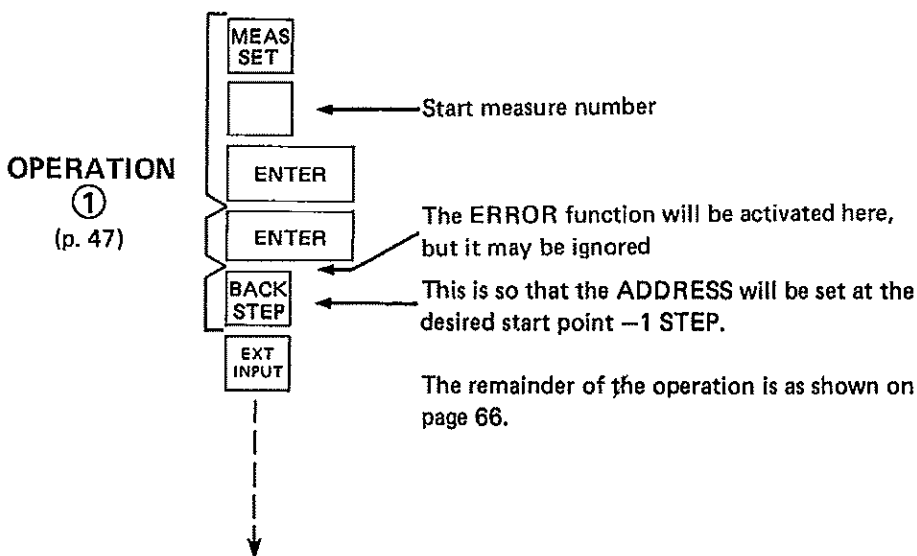 MEAS
SET
Start measure number
OPERATION
①
(p. 47)
ENTER
ENTER
The ERROR function will be activated here,
but it may be ignored
BACK
STEP
This is so that the ADDRESS will be set at the
desired start point −1 STEP.
EXT
INPUT
The remainder of the operation is as shown on
page 66.